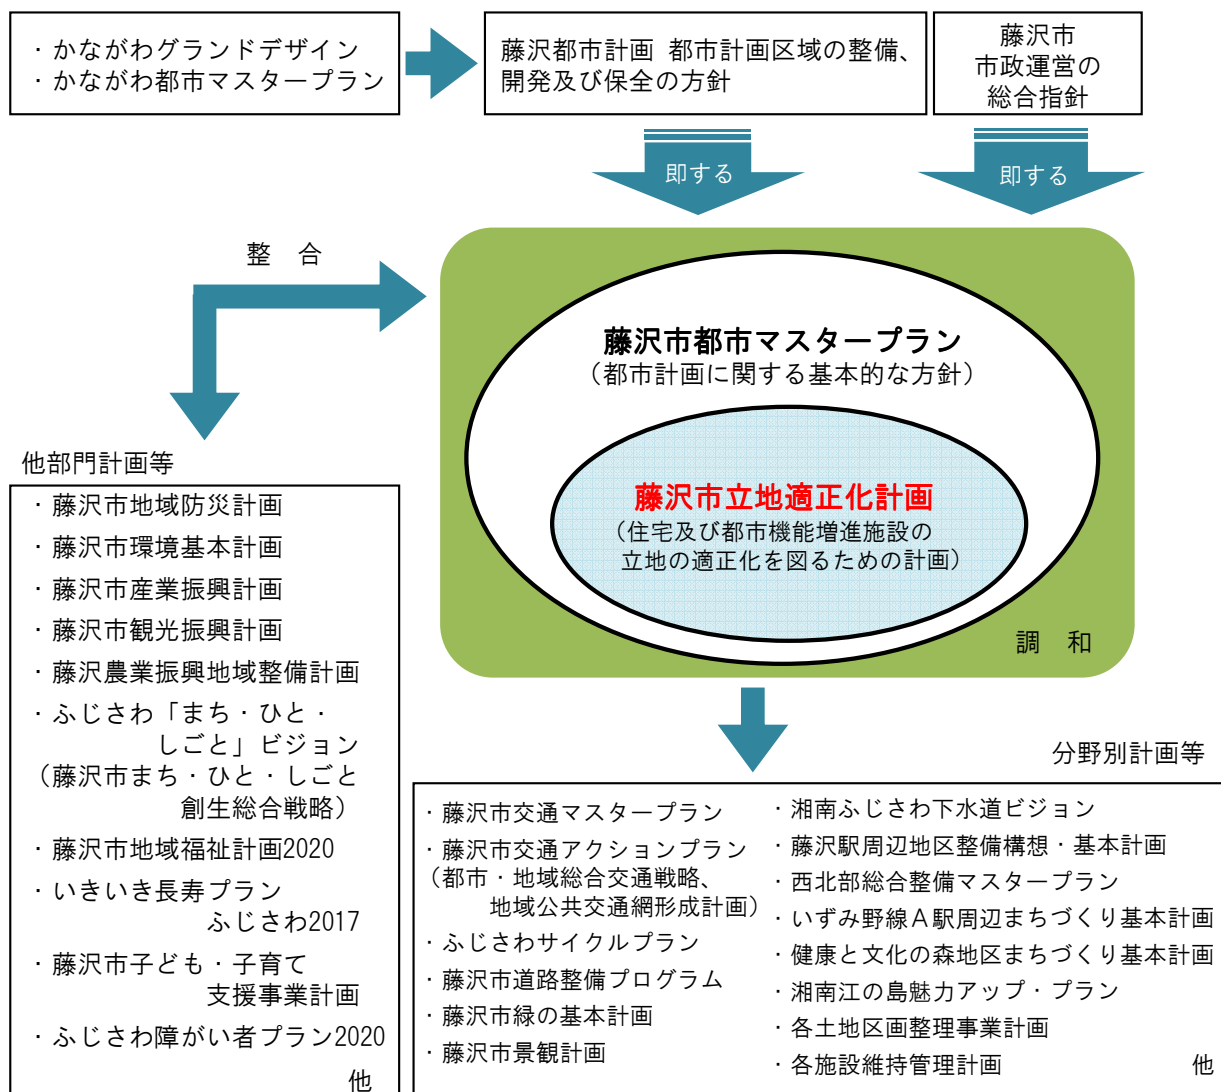 ・かながわグランドデザイン
・かながわ都市マスタープラン
藤沢都市計画 都市計画区域の整備、
開発及び保全の方針
藤沢市
市政運営の
総合指針
即する
即する
整 合
藤沢市都市マスタープラン
（都市計画に関する基本的な方針）
藤沢市立地適正化計画
（住宅及び都市機能増進施設の
立地の適正化を図るための計画）
調 和
他部門計画等
・藤沢市地域防災計画
・藤沢市環境基本計画
・藤沢市産業振興計画
・藤沢市観光振興計画
・藤沢農業振興地域整備計画
・ふじさわ「まち・ひと・
しごと」ビジョン
（藤沢市まち・ひと・しごと
創生総合戦略）
・藤沢市地域福祉計画2020
・いきいき長寿プラン
ふじさわ2017
・藤沢市子ども・子育て
支援事業計画
・ふじさわ障がい者プラン2020
他
分野別計画等
・藤沢市交通マスタープラン
・藤沢市交通アクションプラン
（都市・地域総合交通戦略、
地域公共交通網形成計画）
・ふじさわサイクルプラン
・藤沢市道路整備プログラム
・藤沢市緑の基本計画
・藤沢市景観計画
・湘南ふじさわ下水道ビジョン
・藤沢駅周辺地区整備構想・基本計画
・西北部総合整備マスタープラン
・いずみ野線Ａ駅周辺まちづくり基本計画
・健康と文化の森地区まちづくり基本計画
・湘南江の島魅力アップ・プラン
・各土地区画整理事業計画
・各施設維持管理計画
他